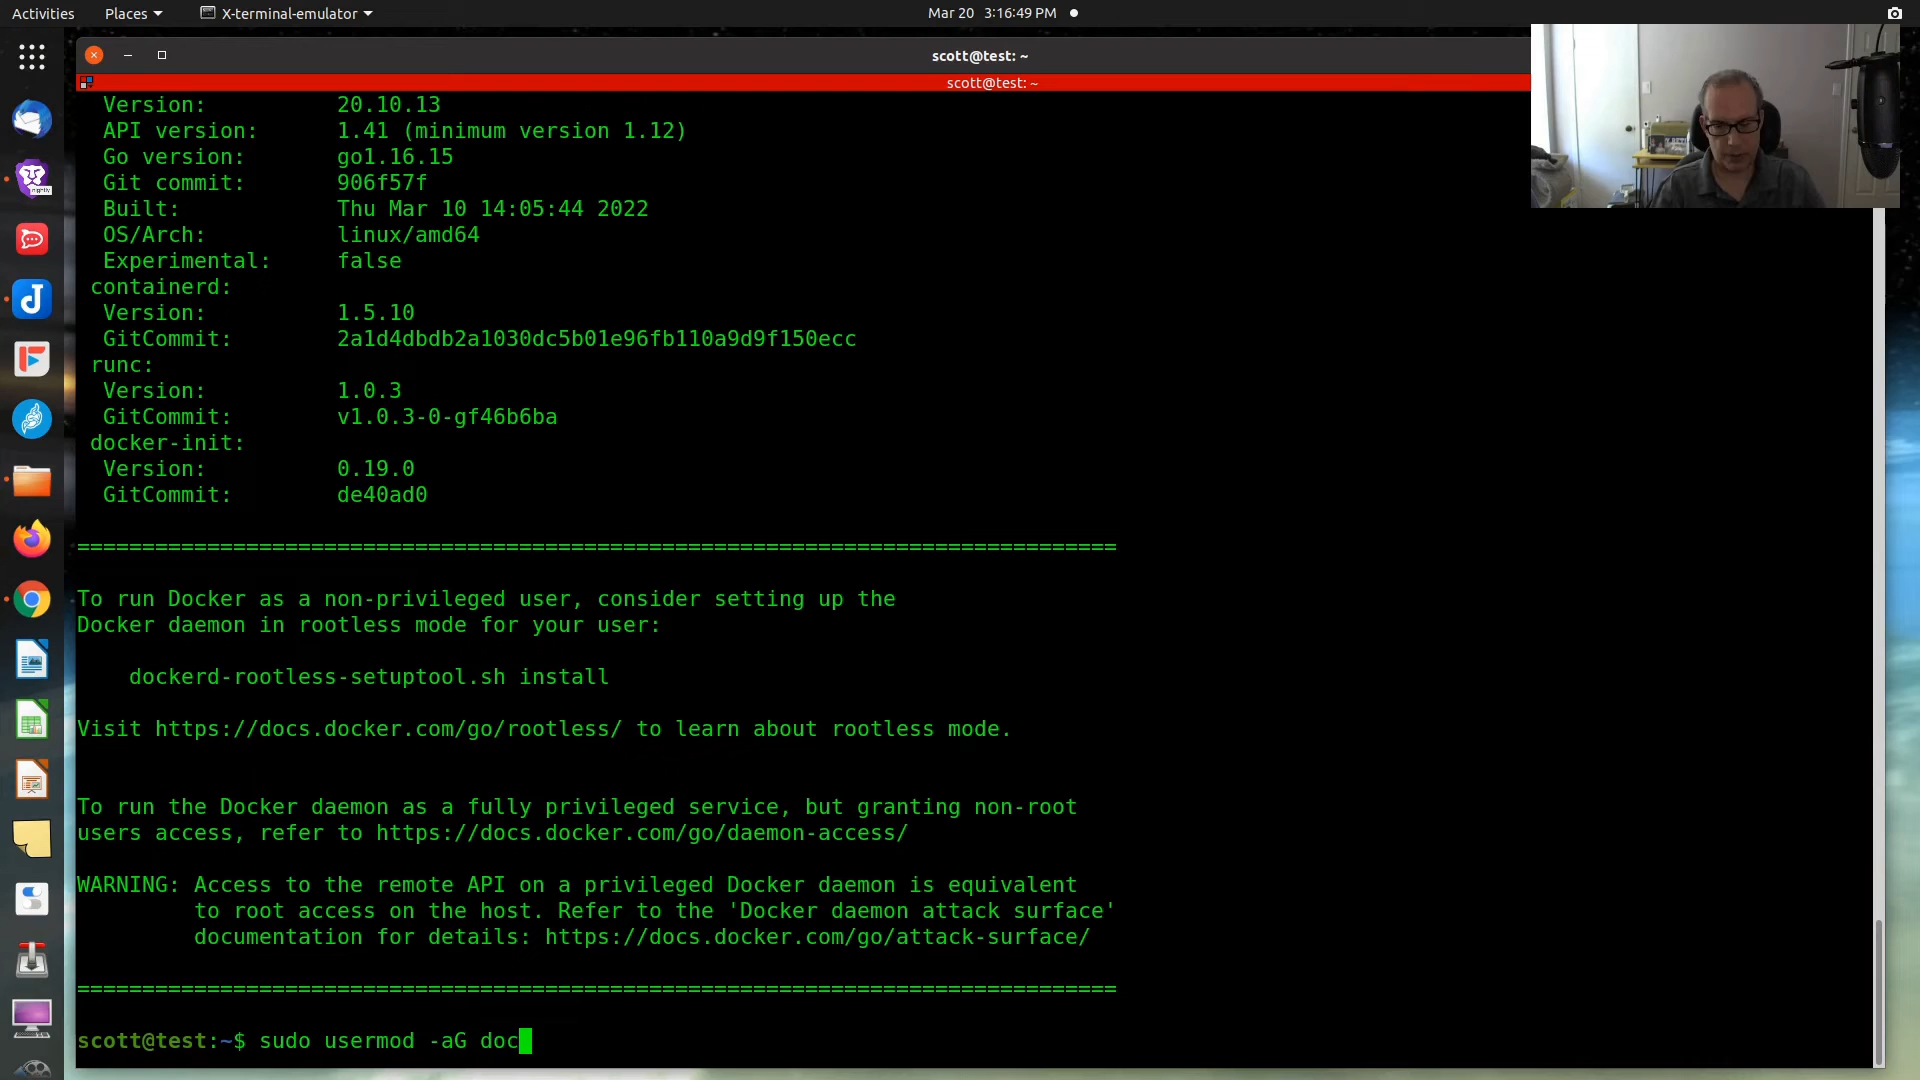 Activities Places X-terminal-emulator Mar 20 3:16:49 PM
scott@test: ~
scott@test: ~
Version: 20.10.13
API version: 1.41 (minimum version 1.12)
Go version: go1.16.15
Git commit: 906f57f
Built: Thu Mar 10 14:05:44 2022
OS/Arch: linux/amd64
Experimental: false
containerd:
Version: 1.5.10
GitCommit: 2a1d4dbdb2a1030dc5b01e96fb110a9d9f150ecc
runc:
Version: 1.0.3
GitCommit: v1.0.3-0-gf46b6ba
docker-init:
Version: 0.19.0
GitCommit: de40ad0
================================================================================
To run Docker as a non-privileged user, consider setting up the
Docker daemon in rootless mode for your user:
dockerd-rootless-setuptool.sh install
Visit https://docs.docker.com/go/rootless/ to learn about rootless mode.
To run the Docker daemon as a fully privileged service, but granting non-root
users access, refer to https://docs.docker.com/go/daemon-access/
WARNING: Access to the remote API on a privileged Docker daemon is equivalent
to root access on the host. Refer to the 'Docker daemon attack surface'
documentation for details: https://docs.docker.com/go/attack-surface/
================================================================================
scott@test:~$ sudo usermod -aG doc